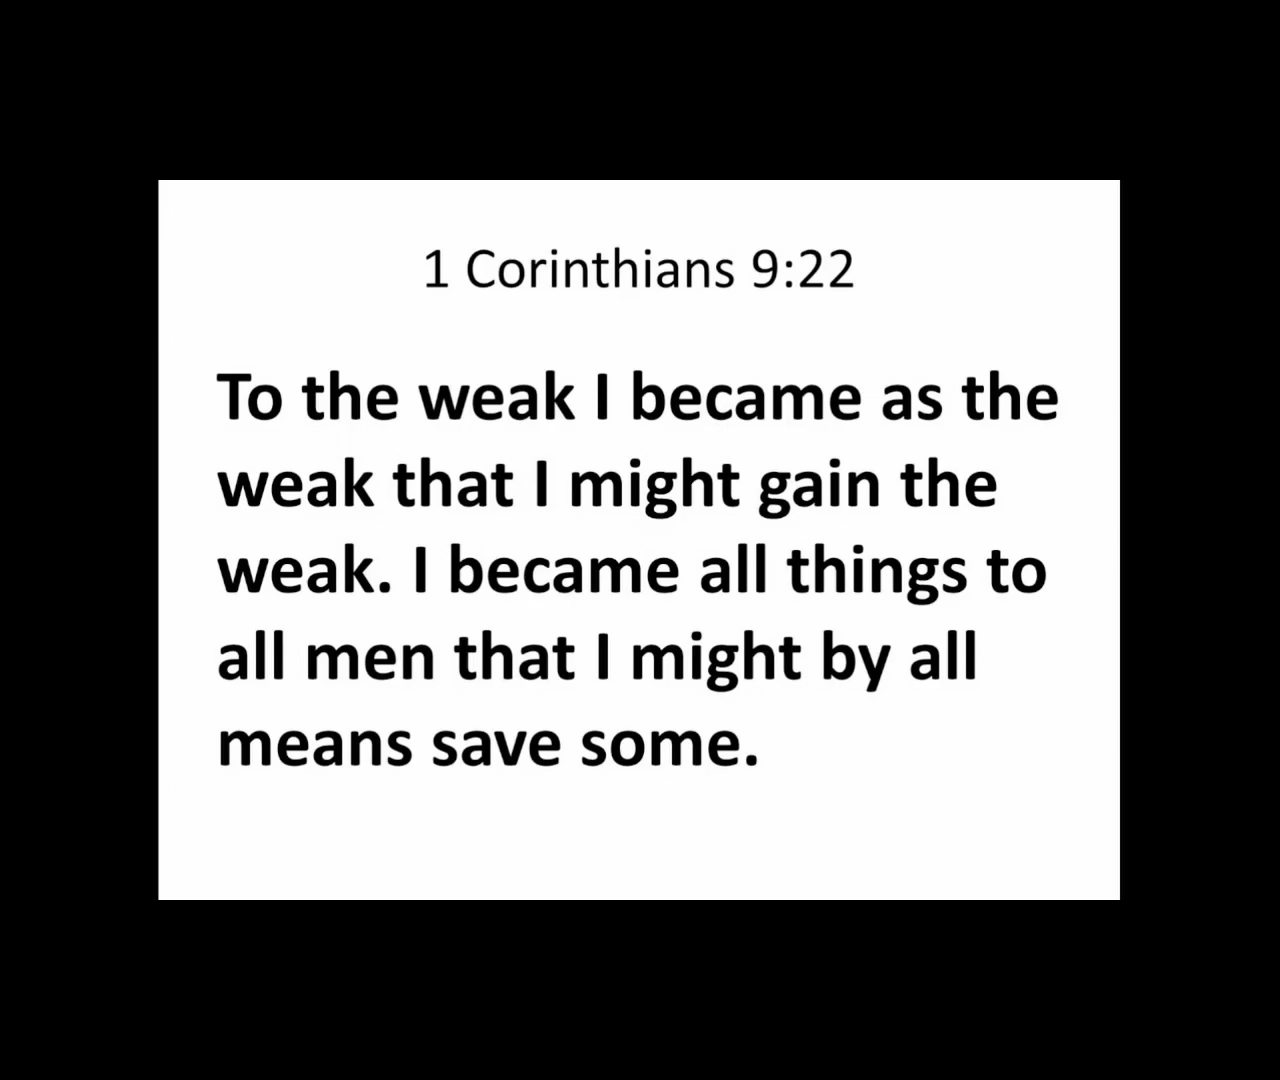 1 Corinthians 9:22
To the weak I became as the
weak that I might gain the
weak. I became all things to
all men that I might by all
means save some.